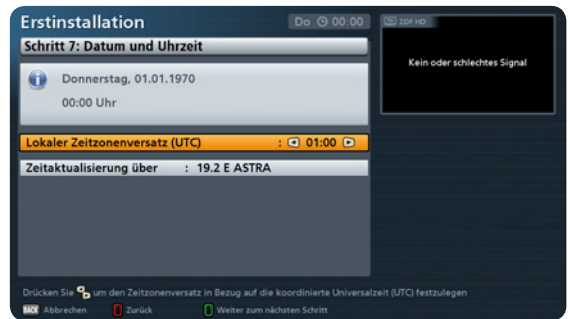 Erstinstallation
Do 00:00
ZDF HD
Schritt 7: Datum und Uhrzeit
Kein oder schlechtes Signal
Donnerstag, 01.01.1970
00:00 Uhr
Lokaler Zeitzonenversatz (UTC) : 01:00
Zeitaktualisierung über : 19.2 E ASTRA
Drücken Sie um den Zeitzonenversatz in Bezug auf die koordinierte Universalzeit (UTC) festzulegen
BACK Abbrechen Zurück Weiter zum nächsten Schritt